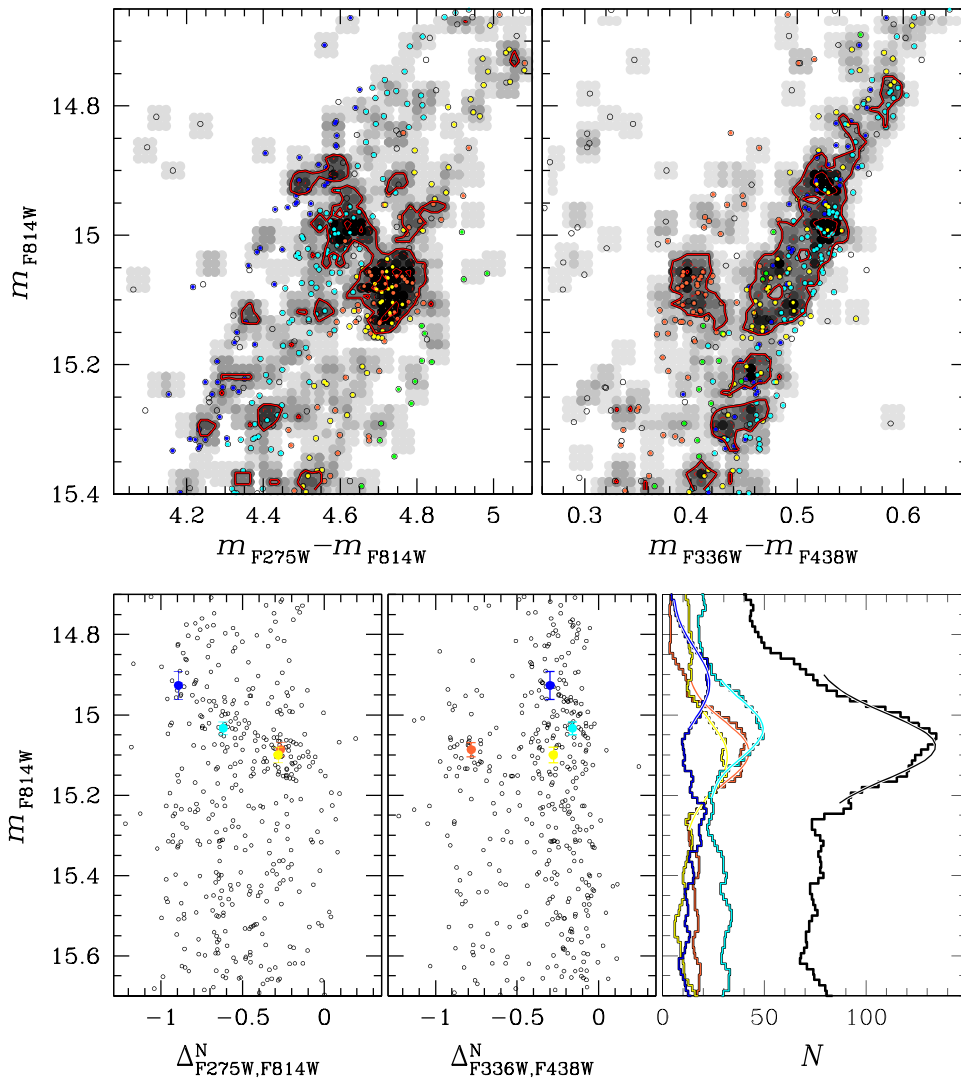 14.8
15
15.2
15.4
m F814W
4.2 4.4 4.6 4.8 5
0.3 0.4 0.5 0.6
m F275W−m F814W
m F336W−m F438W
14.8
15
15.2
15.4
15.6
m F814W
−1 −0.5 0
−1 −0.5 0
0 50 100
Δ N F275W,F814W
Δ N F336W,F438W
N